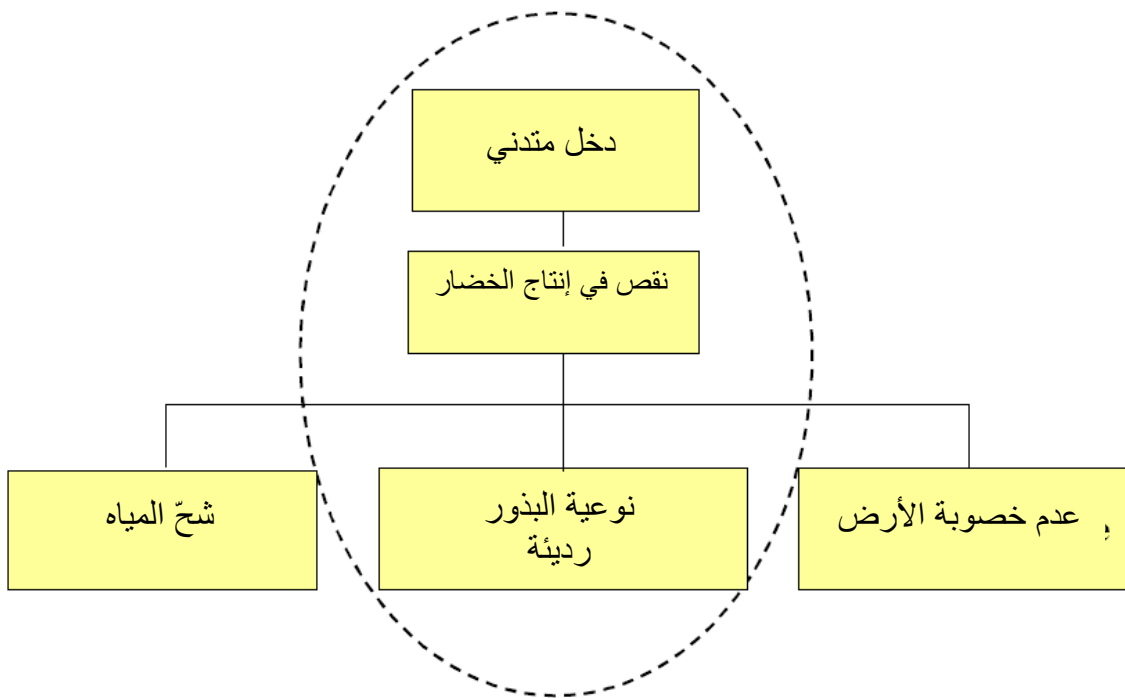 دخل متدني
نقص في إنتاج الخضار
عدم خصوبة الأرض
نوعية البذور
رديئة
شحّ المياه